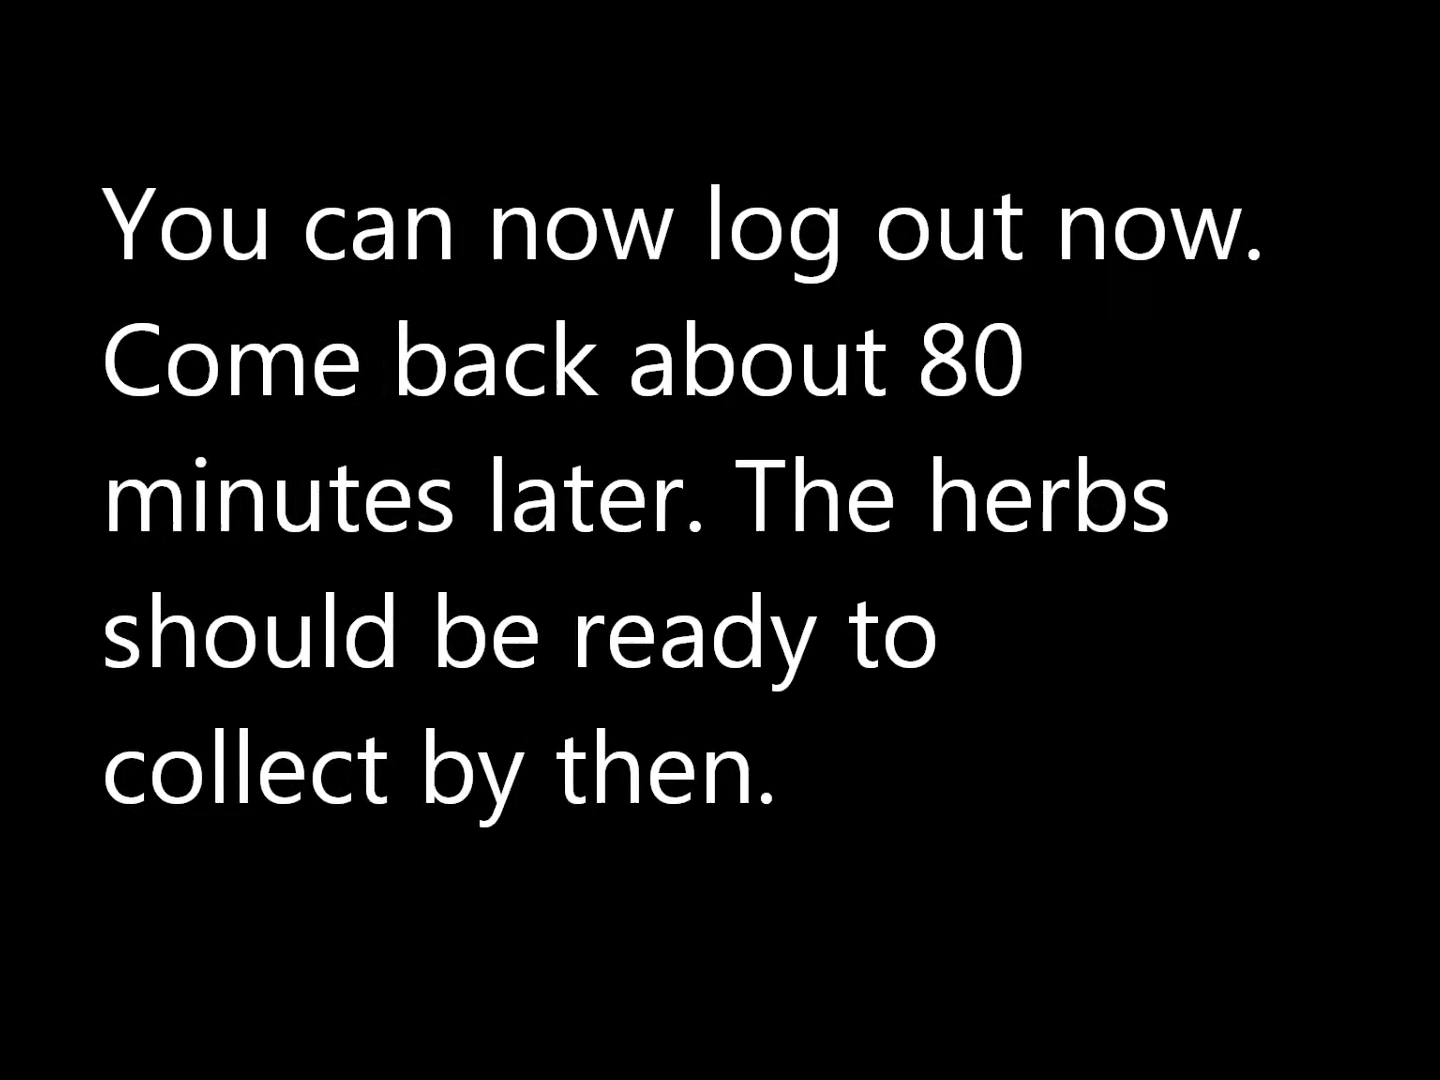 You can now log out now.
Come back about 80
minutes later. The herbs
should be ready to
collect by then.